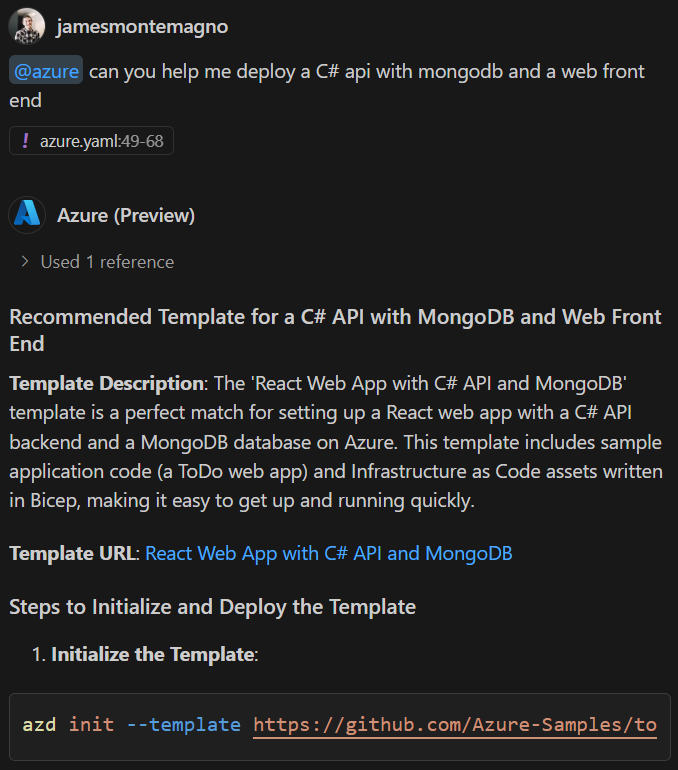 jamesmontemagno
@azure can you help me deploy a C# api with mongodb and a web front
end
! azure.yaml:49-68
Azure (Preview)
> Used 1 reference
Recommended Template for a C# API with MongoDB and Web Front
End
Template Description: The 'React Web App with C# API and MongoDB'
template is a perfect match for setting up a React web app with a C# API
backend and a MongoDB database on Azure. This template includes sample
application code (a ToDo web app) and Infrastructure as Code assets written
in Bicep, making it easy to get up and running quickly.
Template URL: React Web App with C# API and MongoDB
Steps to Initialize and Deploy the Template
1. Initialize the Template:
azd init --template https://github.com/Azure-Samples/to